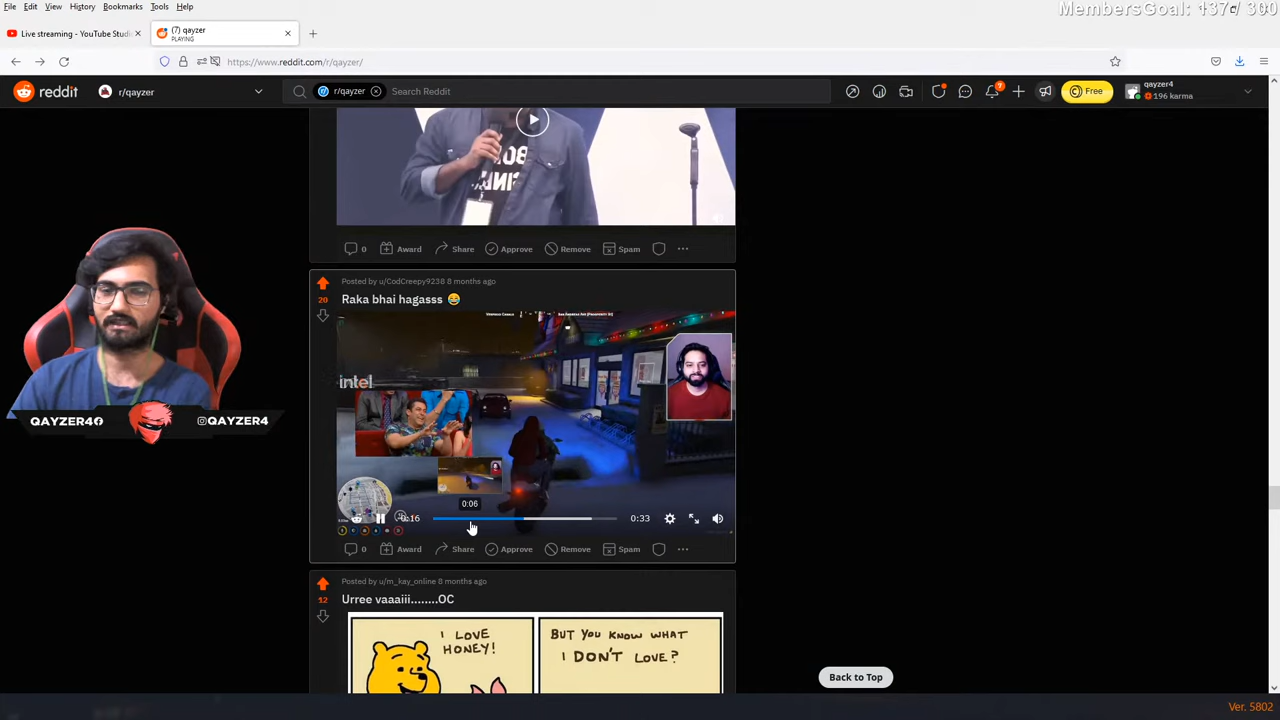 File Edit View History Bookmarks Tools Help
MembersGoal: 137 / 300
Live streaming - YouTube Studi
(7) qayzer
PLAYING
https://www.reddit.com/r/qayzer/
reddit
r/qayzer
r/qayzer
Search Reddit
Free
qayzer4
196 karma
7
0 Award Share Approve Remove Spam
Posted by u/CodCreepy9238 8 months ago
20
Raka bhai hagasss 😂
intel
0:06
0:16
0:33
QAYZER4
QAYZER4
0 Award Share Approve Remove Spam
Posted by u/m_kay_online 8 months ago
12
Urree vaaaiii........OC
I LOVE
HONEY!
BUT YOU KNOW WHAT
I DON'T LOVE?
Back to Top
Ver. 5802